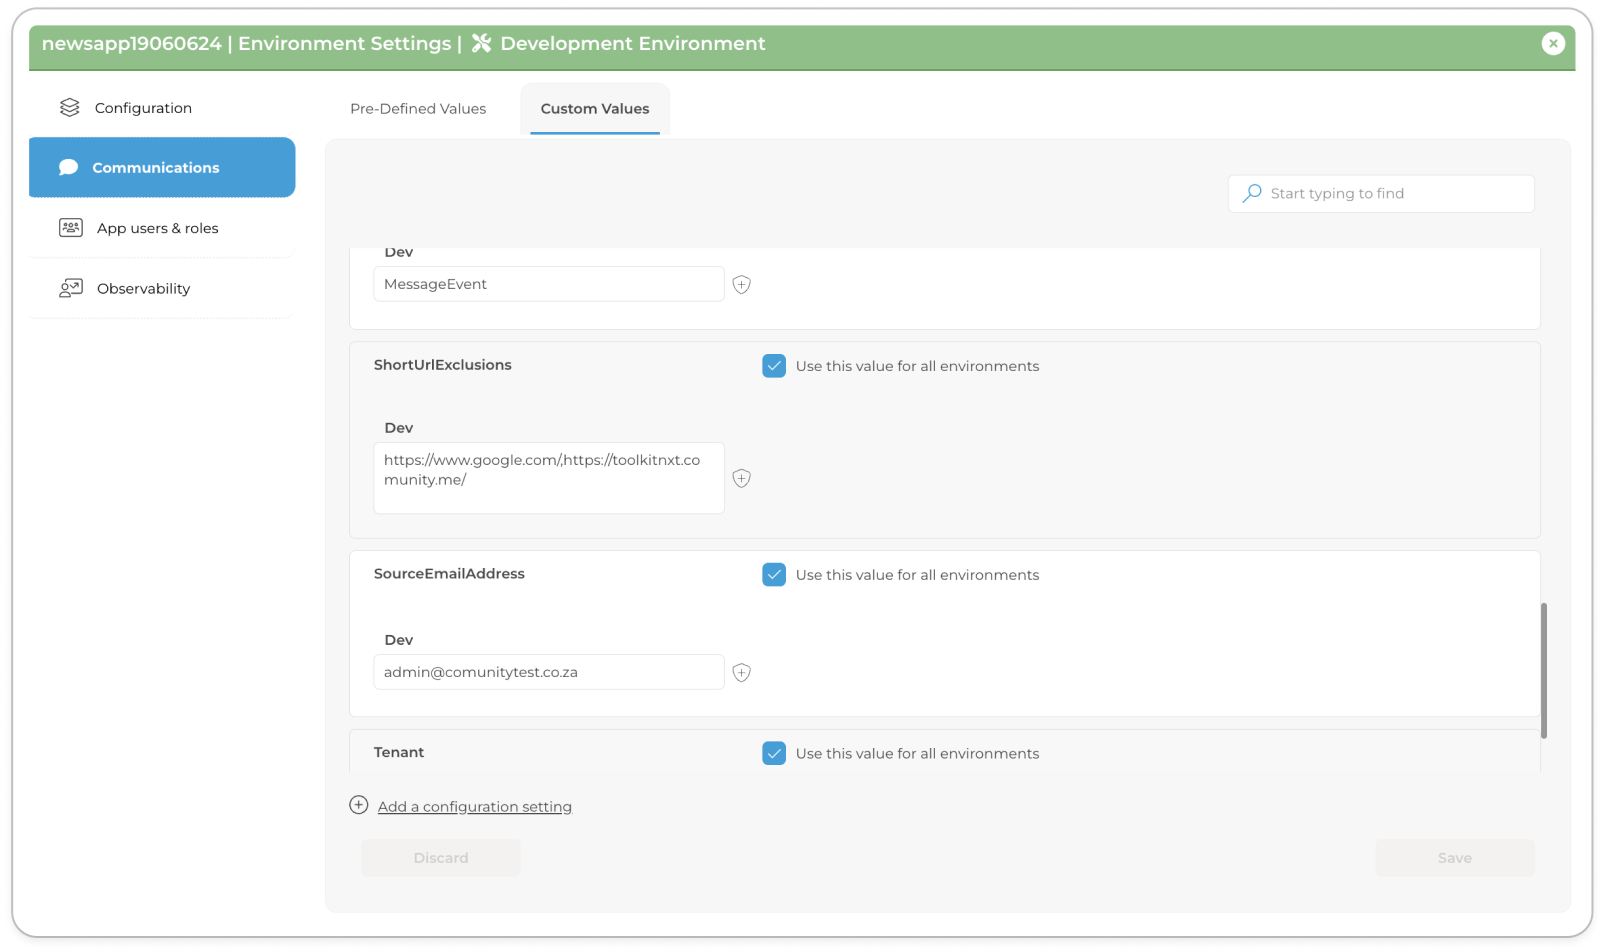 newsapp19060624 | Environment Settings | Development Environment
Configuration
Communications
App users & roles
Observability
Pre-Defined Values
Custom Values
Start typing to find
Dev
MessageEvent
ShortUrlExclusions
Use this value for all environments
Dev
https://www.google.com/,https://toolkitnxt.co
munity.me/
SourceEmailAddress
Use this value for all environments
Dev
admin@comunitytest.co.za
Tenant
Use this value for all environments
Add a configuration setting
Discard
Save